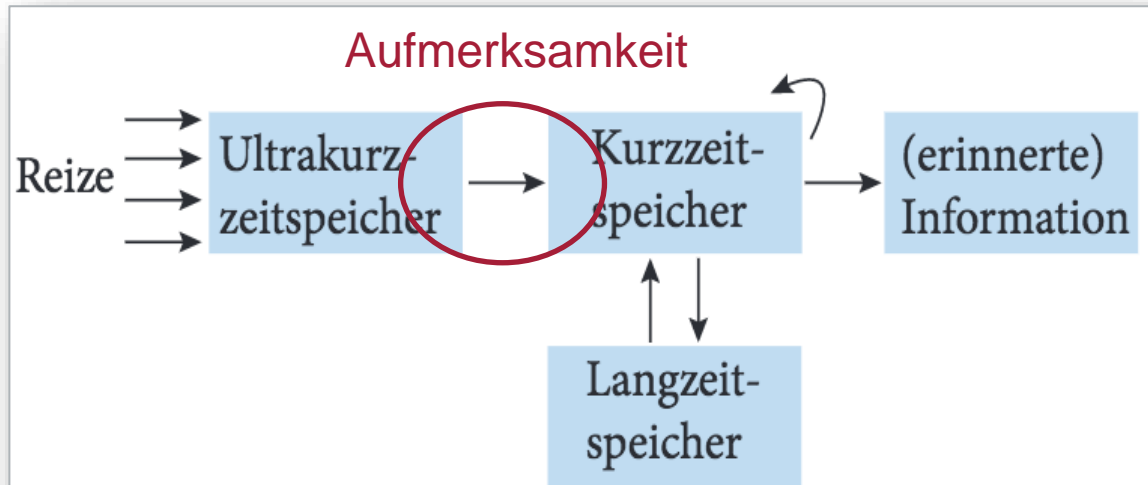 Aufmerksamkeit
Reize
Ultrakurz-
zeitspeicher
Kurzzeit-
speicher
(erinnerte)
Information
Langzeit-
speicher